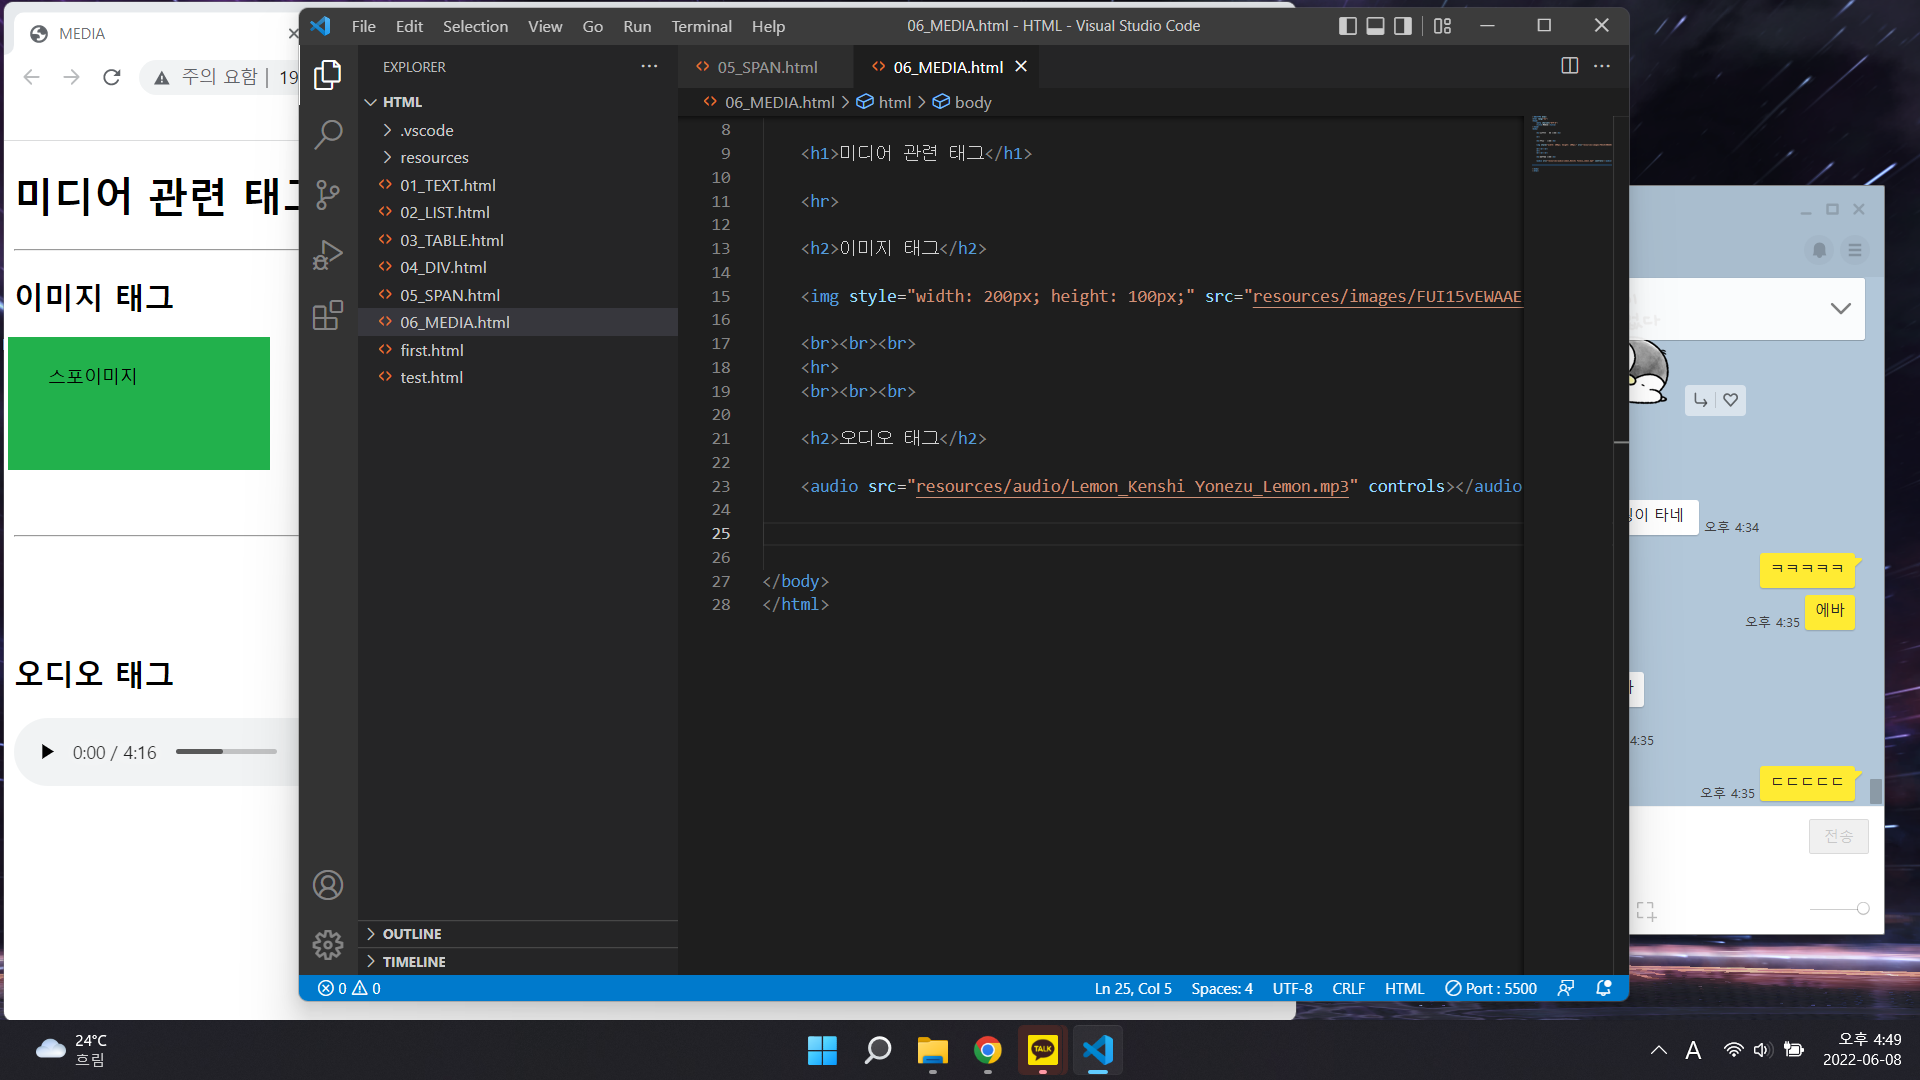 MEDIA
주의 요함 | 19
미디어 관련 태그
이미지 태그
스포이미지
오디오 태그
0:00 / 4:16
File Edit Selection View Go Run Terminal Help
06_MEDIA.html - HTML - Visual Studio Code
EXPLORER
HTML
.vscode
resources
01_TEXT.html
02_LIST.html
03_TABLE.html
04_DIV.html
05_SPAN.html
06_MEDIA.html
first.html
test.html
OUTLINE
TIMELINE
05_SPAN.html
06_MEDIA.html
06_MEDIA.html > html > body
8
9 <h1>미디어 관련 태그</h1>
10
11 <hr>
12
13 <h2>이미지 태그</h2>
14
15 <img style="width: 200px; height: 100px;" src="resources/images/FUI15vEWAAE
16
17 <br><br><br>
18 <hr>
19 <br><br><br>
20
21 <h2>오디오 태그</h2>
22
23 <audio src="resources/audio/Lemon_Kenshi Yonezu_Lemon.mp3" controls></audio
24
25
26
27 </body>
28 </html>
0 0
Ln 25, Col 5 Spaces: 4 UTF-8 CRLF HTML Port : 5500
이 타네
오후 4:34
ㅋㅋㅋㅋㅋ
에바
오후 4:35
4:35
ㄷㄷㄷㄷㄷ
오후 4:35
전송
24°C
흐림
TALK
A
오후 4:49
2022-06-08